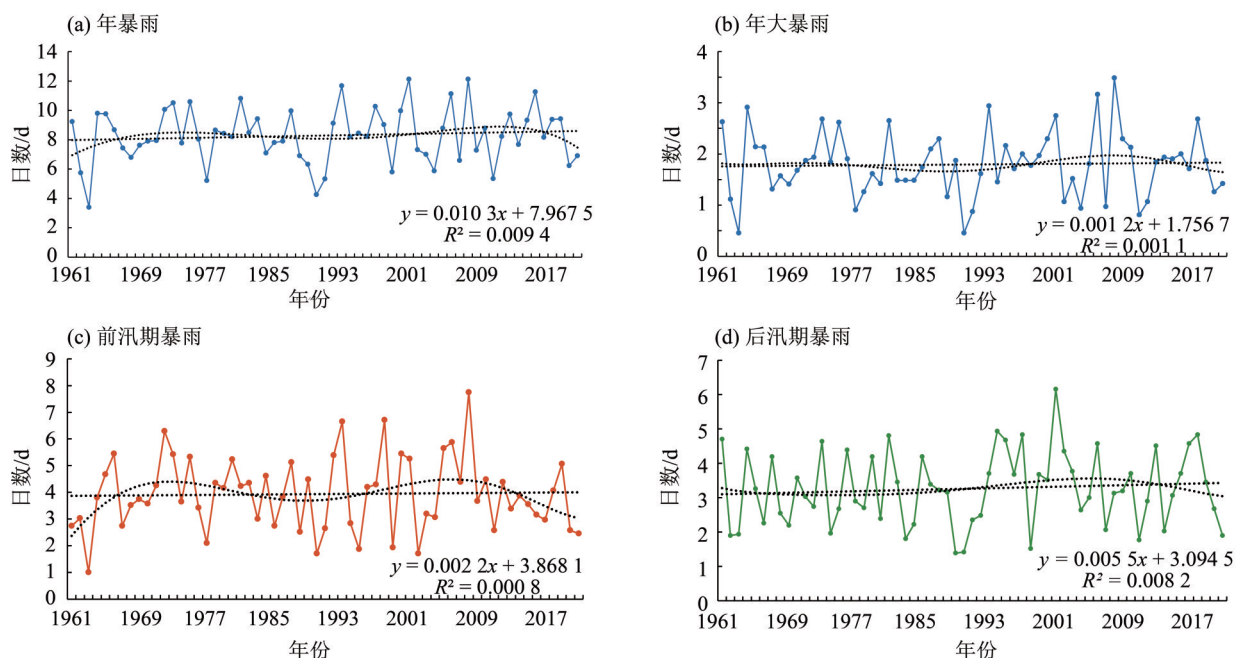 (a) 年暴雨
日数/d
14
12
10
8
6
4
2
0
y = 0.010 3x + 7.967 5
R² = 0.009 4
1961 1969 1977 1985 1993 2001 2009 2017
年份
(b) 年大暴雨
日数/d
4
3
2
1
0
y = 0.001 2x + 1.756 7
R² = 0.001 1
1961 1969 1977 1985 1993 2001 2009 2017
年份
(c) 前汛期暴雨
日数/d
9
8
7
6
5
4
3
2
1
0
y = 0.002 2x + 3.868 1
R² = 0.000 8
1961 1969 1977 1985 1993 2001 2009 2017
年份
(d) 后汛期暴雨
日数/d
7
6
5
4
3
2
1
0
y = 0.005 5x + 3.094 5
R² = 0.008 2
1961 1969 1977 1985 1993 2001 2009 2017
年份